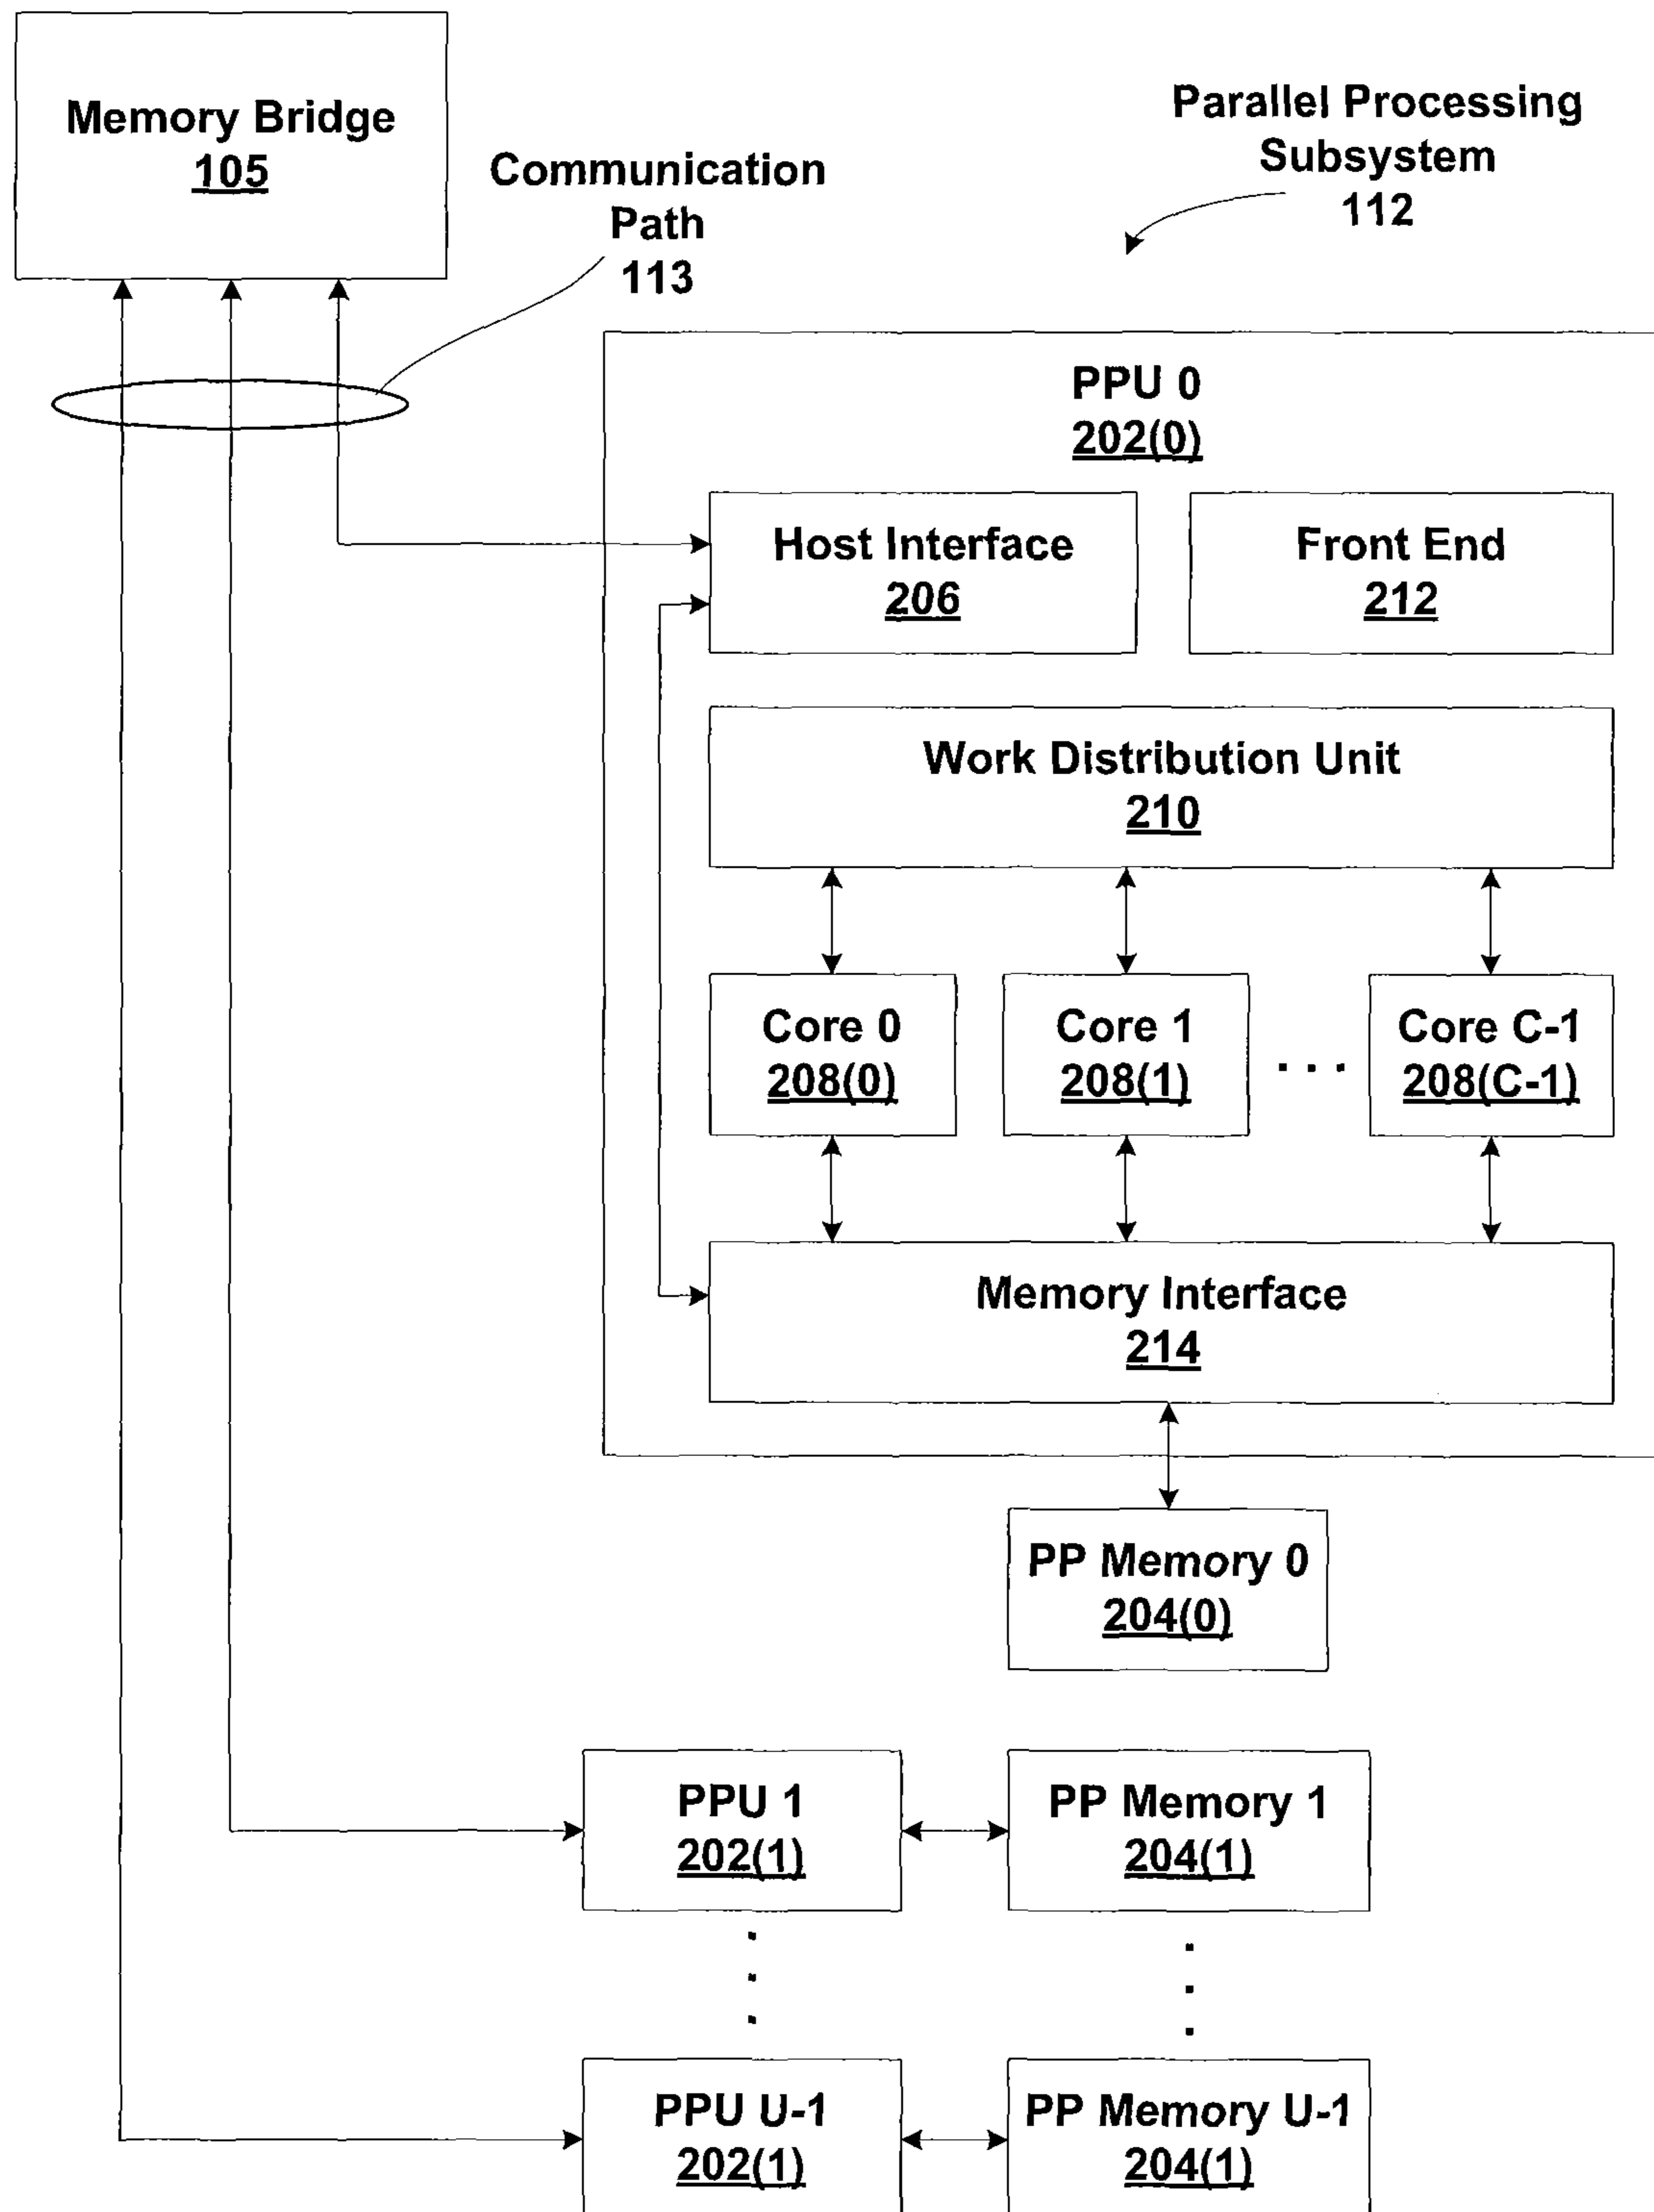 Memory Bridge
105
Communication
Path
113
Parallel Processing
Subsystem
112
PPU 0
202(0)
Host Interface
206
Front End
212
Work Distribution Unit
210
Core 0
208(0)
Core 1
208(1)
. . .
Core C-1
208(C-1)
Memory Interface
214
PP Memory 0
204(0)
PPU 1
202(1)
PP Memory 1
204(1)
PPU U-1
202(1)
PP Memory U-1
204(1)